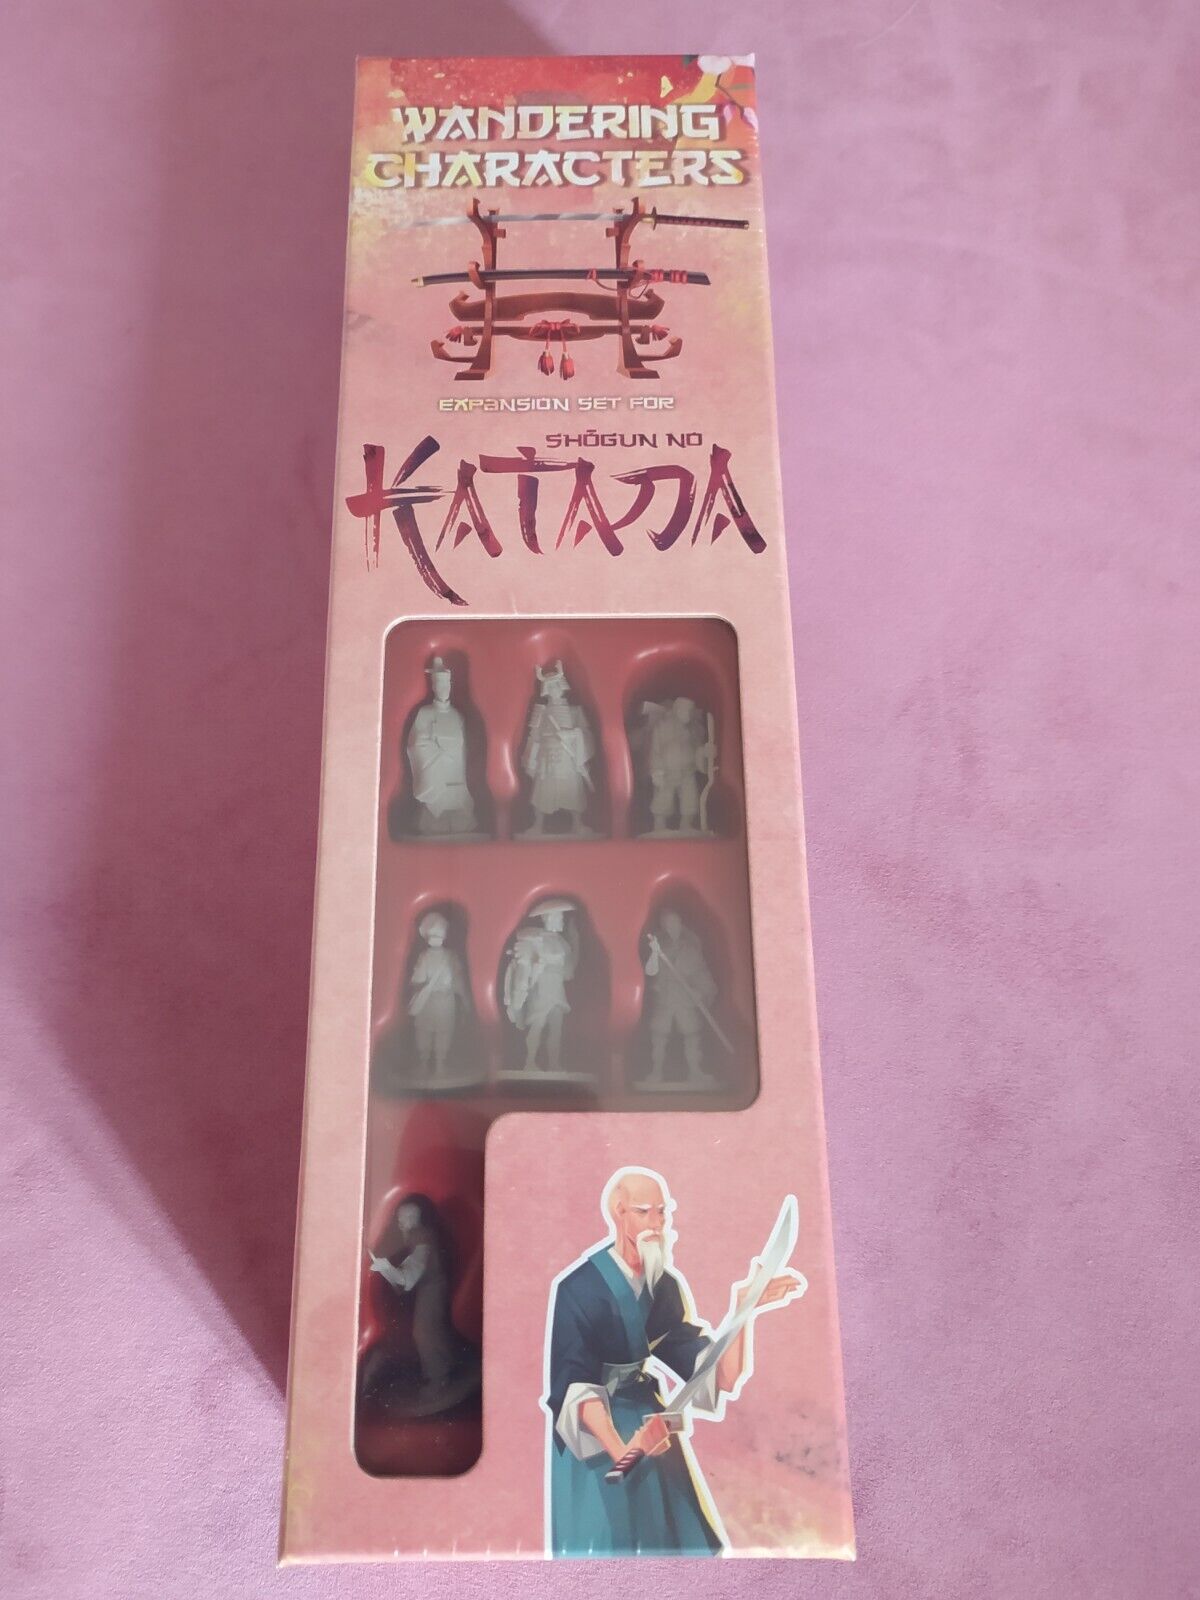 WANDERING
CHARACTERS
EXPANSION SET FOR
SHŌGUN NO
KATANA